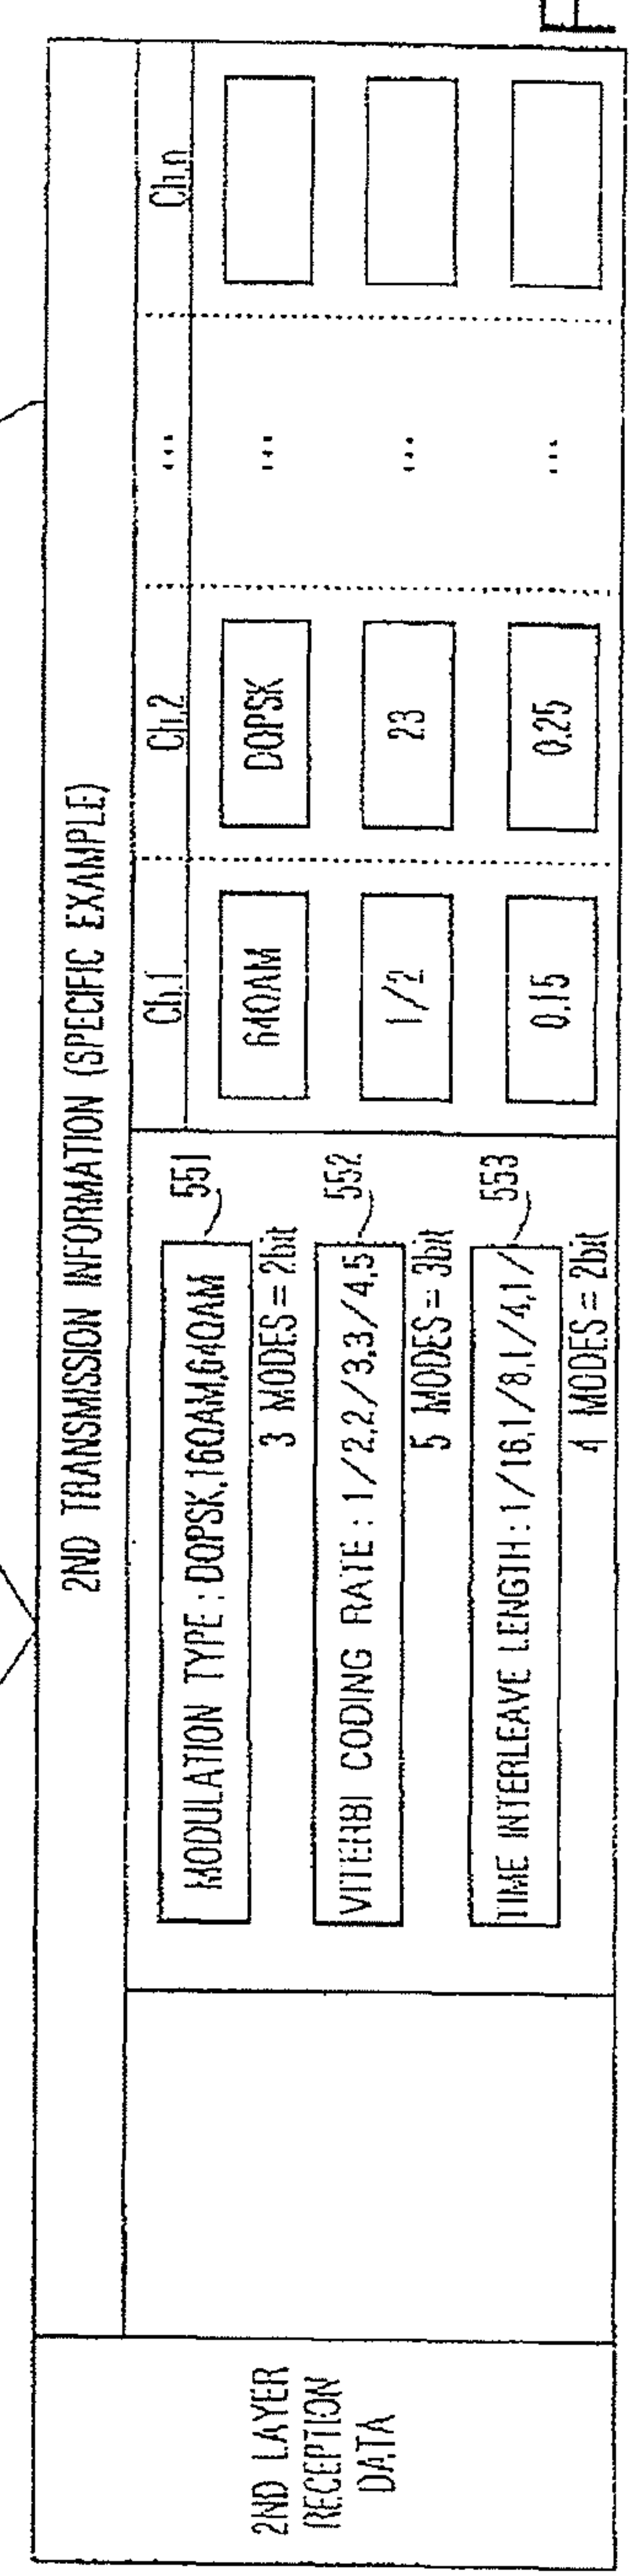 2ND TRANSMISSION INFORMATION (SPECIFIC EXAMPLE)
2ND LAYER
RECEPTION
DATA
MODULATION TYPE : DQPSK,16QAM,64QAM
551
3 MODES = 2bit
VITERBI CODING RATE : 1/2,2/3,3/4,5
552
5 MODES = 3bit
TIME INTERLEAVE LENGTH : 1/16,1/8,1/4,1/
553
4 MODES = 2bit
Ch.1
Ch.2
...
Ch.n
64QAM
DQPSK
...
1/2
23
...
0.15
0.25
...